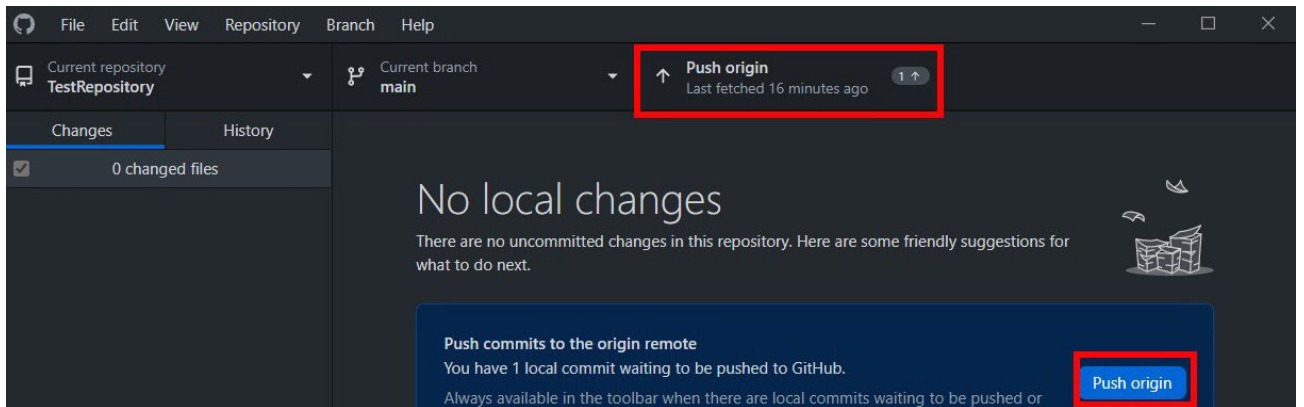 File Edit View Repository Branch Help
Current repository
TestRepository
Current branch
main
Push origin
Last fetched 16 minutes ago
1
Changes History
0 changed files
No local changes
There are no uncommitted changes in this repository. Here are some friendly suggestions for
what to do next.
Push commits to the origin remote
You have 1 local commit waiting to be pushed to GitHub.
Always available in the toolbar when there are local commits waiting to be pushed or
Push origin